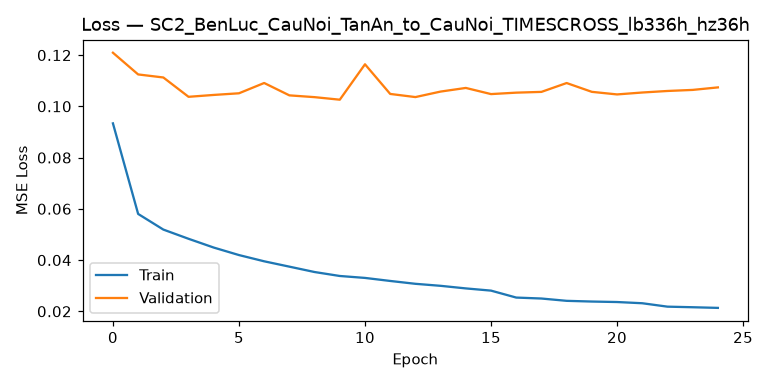 Loss — SC2_BenLuc_CauNoi_TanAn_to_CauNoi_TIMESCROSS_lb336h_hz36h
0.12
0.10
0.08
0.06
0.04
0.02
MSE Loss
Train
Validation
0 5 10 15 20 25
Epoch